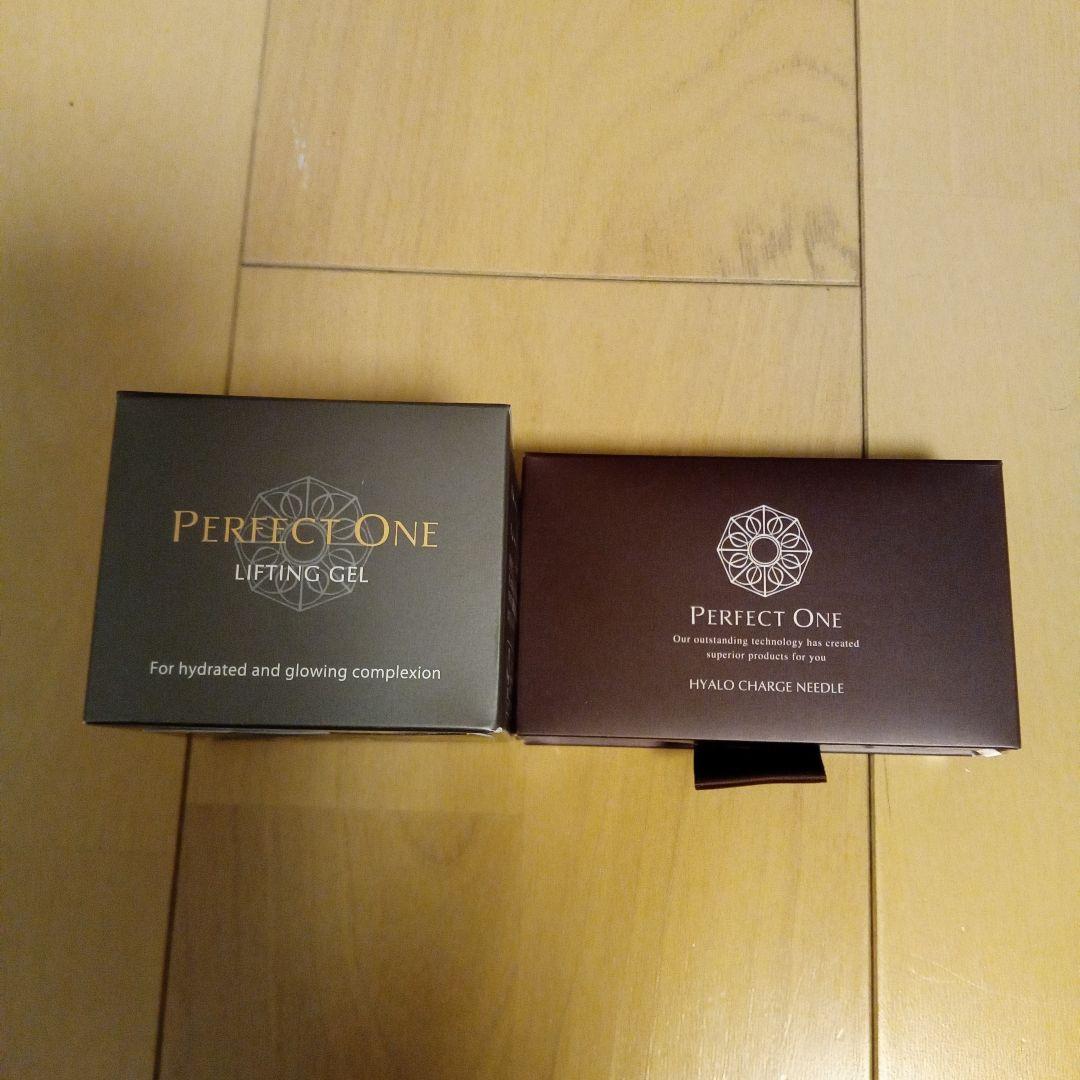 PERFECT ONE
LIFTING GEL
For hydrated and glowing complexion
PERFECT ONE
Our outstanding technology has created
superior products for you
HYALO CHARGE NEEDLE